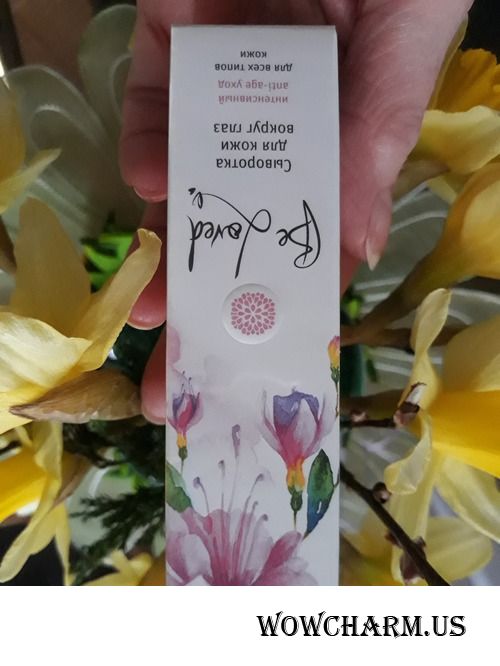 Be Loved
Сыворотка
для кожи
вокруг глаз
интенсивный
anti-age уход
для всех типов
кожи
WOWCHARM.US